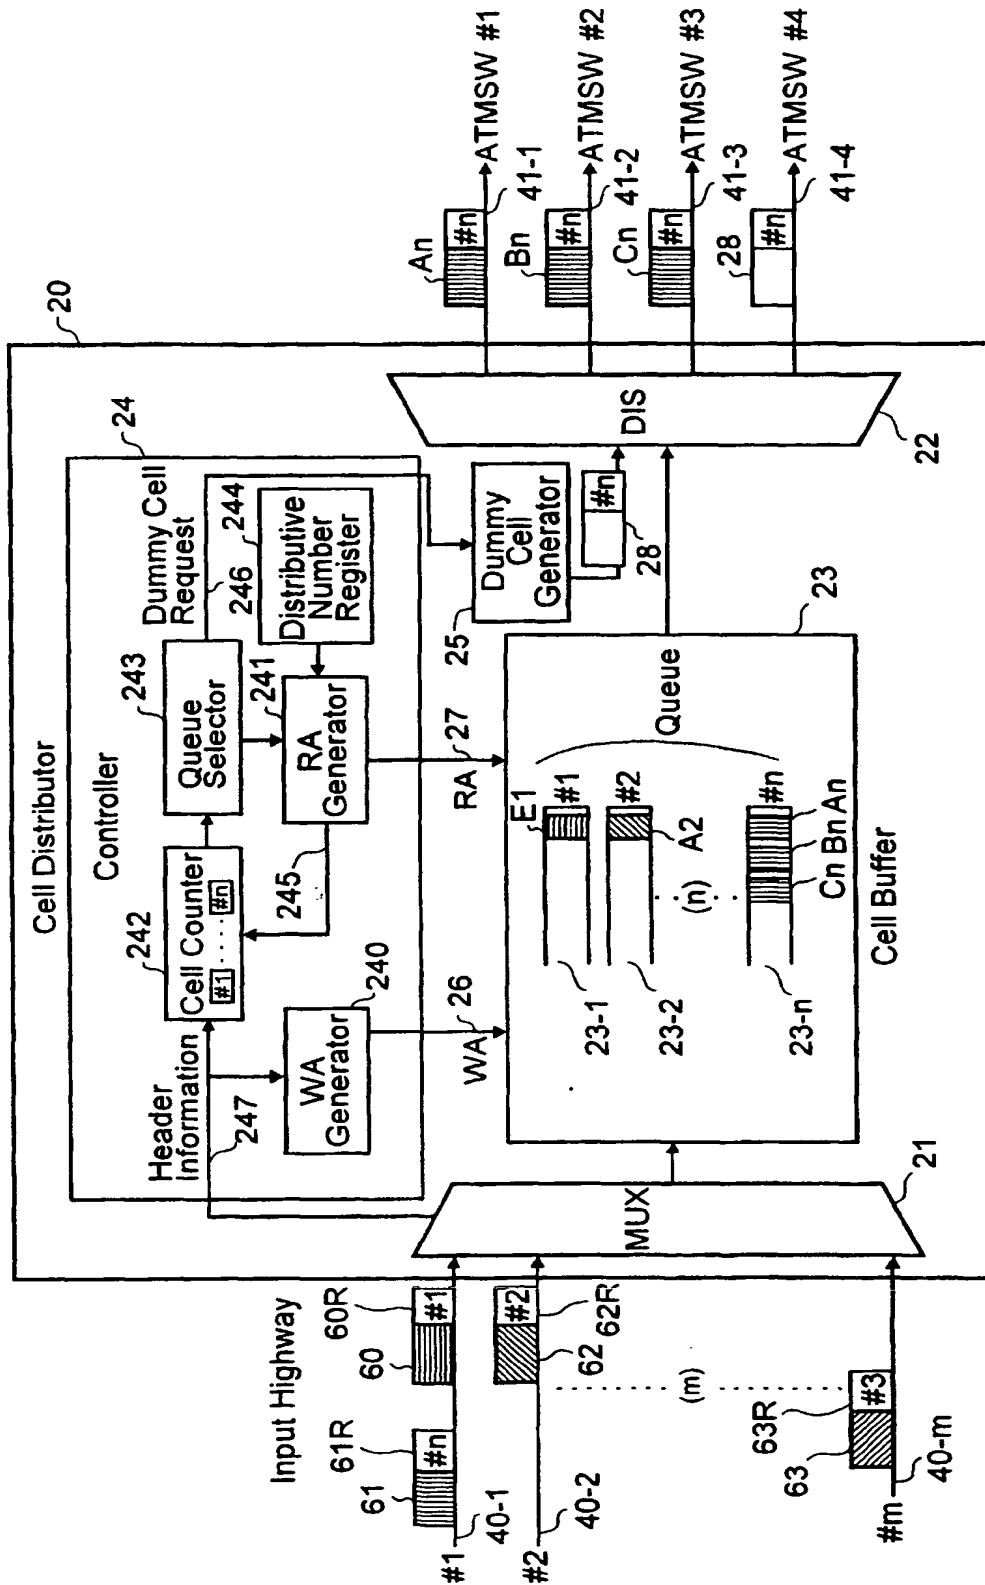 Cell Distributor
20
Controller
24
Header
Information
247
242
Cell Counter
#1 ···· #n
243
Queue
Selector
Dummy Cell
Request
246
244
Distributive
Number
Register
241
RA
Generator
245
WA
Generator
240
WA
26
RA
27
25
Dummy
Cell
Generator
#n
28
Input Highway
61
61R
#n
60
60R
#1
#1
40-1
62
#2
62R
#2
40-2
(m)
63
63R
#3
#m
40-m
MUX
21
Queue
23
E1
#1
23-1
#2
A2
23-2
(n)
#n
Cn Bn An
23-n
Cell Buffer
DIS
22
An
#n
ATMSW #1
41-1
Bn
#n
ATMSW #2
41-2
Cn
#n
ATMSW #3
41-3
28
#n
ATMSW #4
41-4